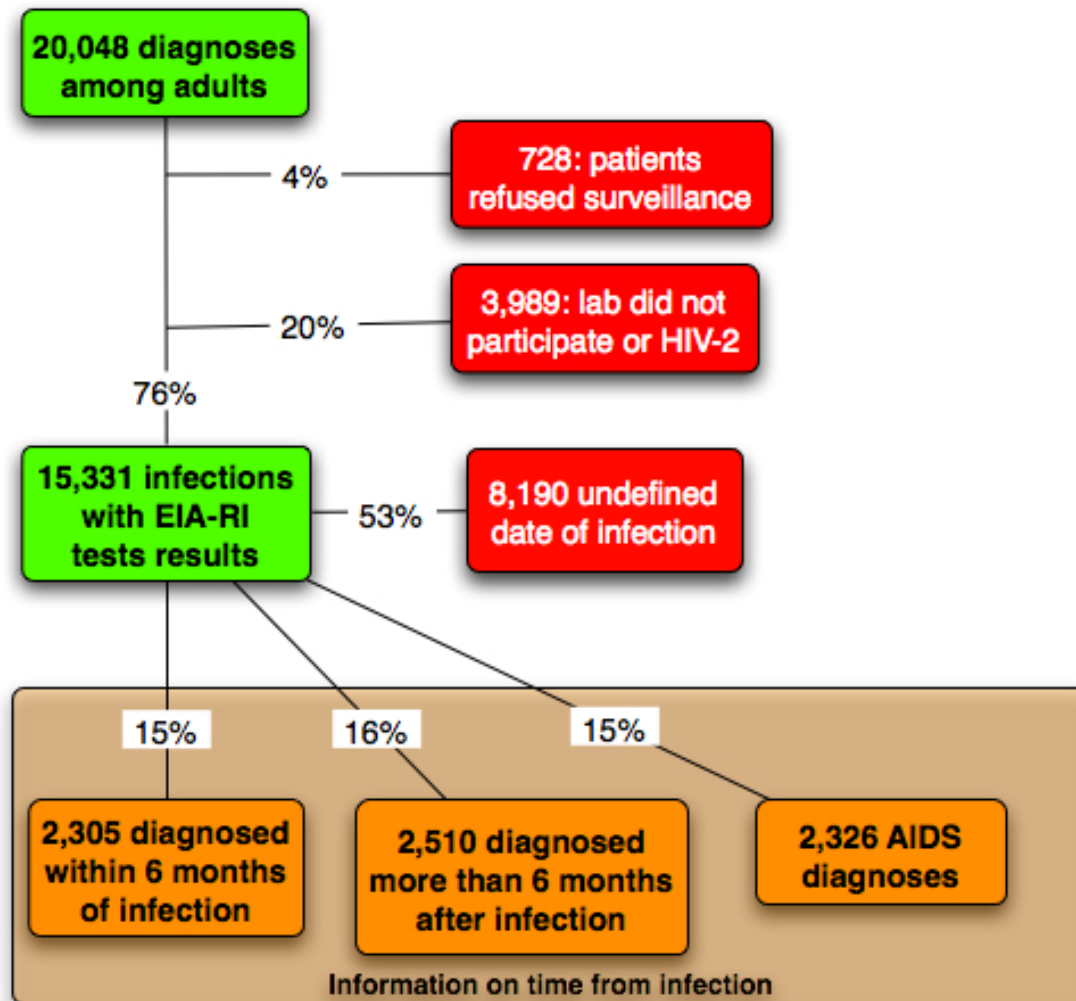 20,048 diagnoses
among adults
4%
728: patients
refused surveillance
20%
3,989: lab did not
participate or HIV-2
76%
15,331 infections
with EIA-RI
tests results
53%
8,190 undefined
date of infection
15%
16%
15%
2,305 diagnosed
within 6 months
of infection
2,510 diagnosed
more than 6 months
after infection
2,326 AIDS
diagnoses
Information on time from infection